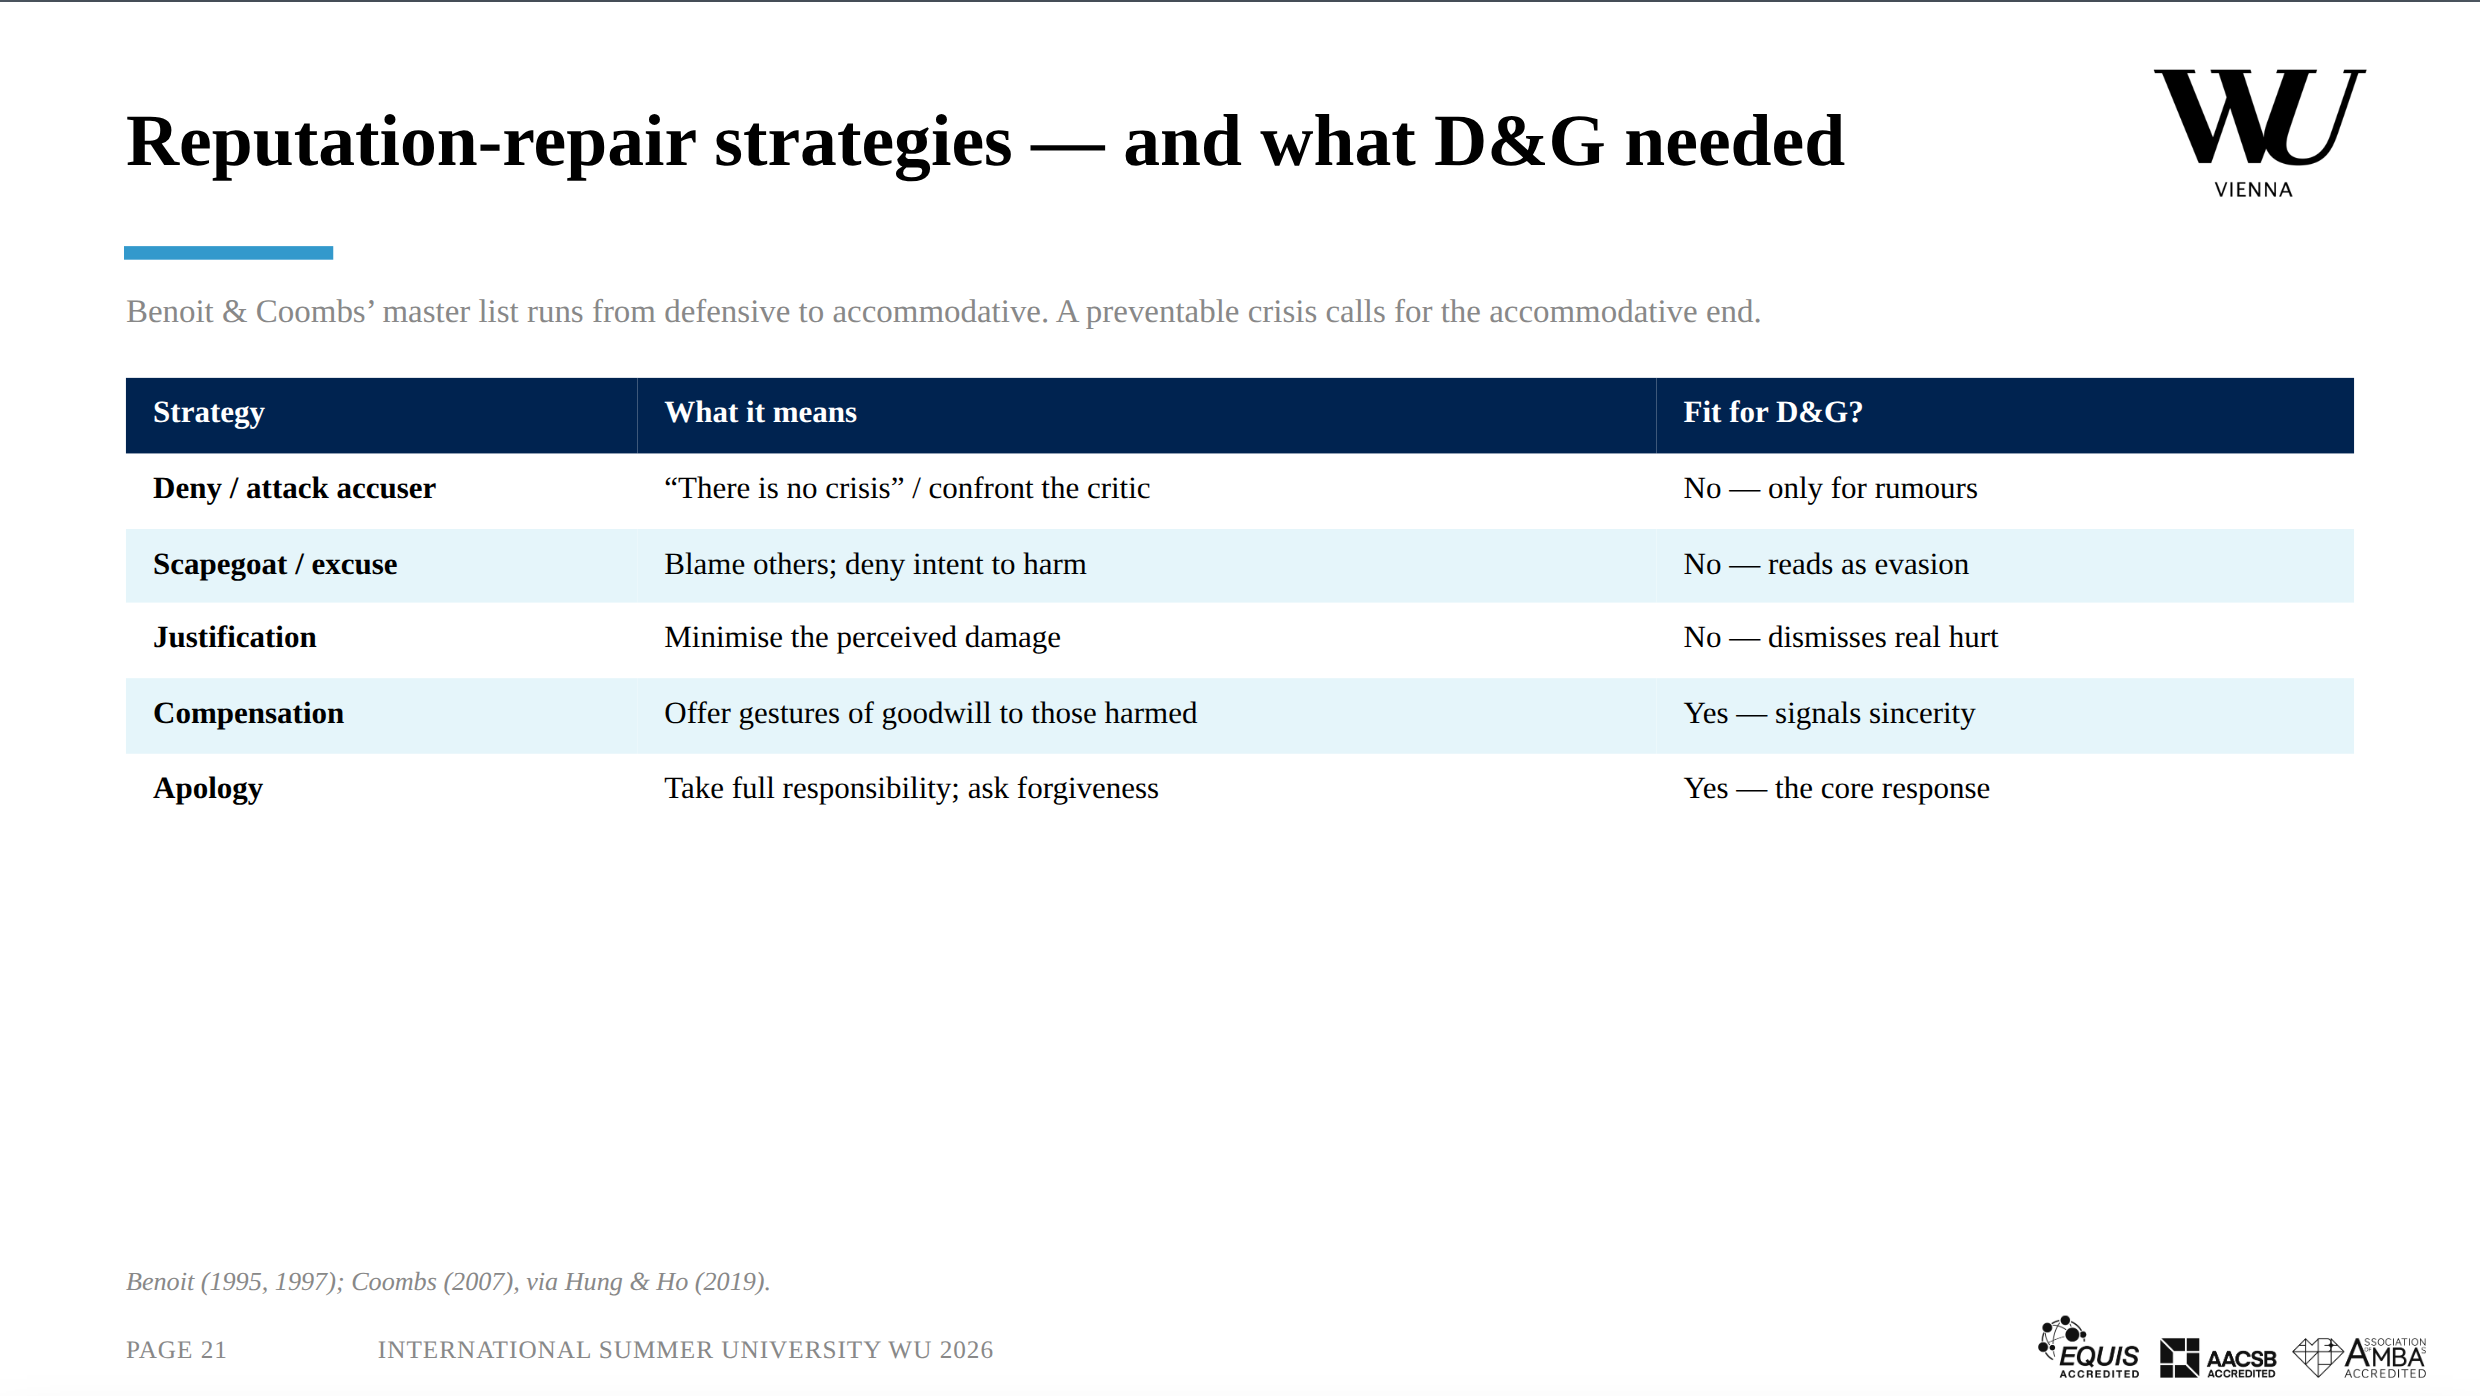 Reputation-repair strategies — and what D&G needed
WU
VIENNA
Benoit & Coombs’ master list runs from defensive to accommodative. A preventable crisis calls for the accommodative end.
Strategy What it means Fit for D&G?
Deny / attack accuser “There is no crisis” / confront the critic No — only for rumours
Scapegoat / excuse Blame others; deny intent to harm No — reads as evasion
Justification Minimise the perceived damage No — dismisses real hurt
Compensation Offer gestures of goodwill to those harmed Yes — signals sincerity
Apology Take full responsibility; ask forgiveness Yes — the core response
Benoit (1995, 1997); Coombs (2007), via Hung & Ho (2019).
PAGE 21 INTERNATIONAL SUMMER UNIVERSITY WU 2026
EQUIS
ACCREDITED
AACSB
ACCREDITED
ASSOCIATION
OF
AMBAS
ACCREDITED